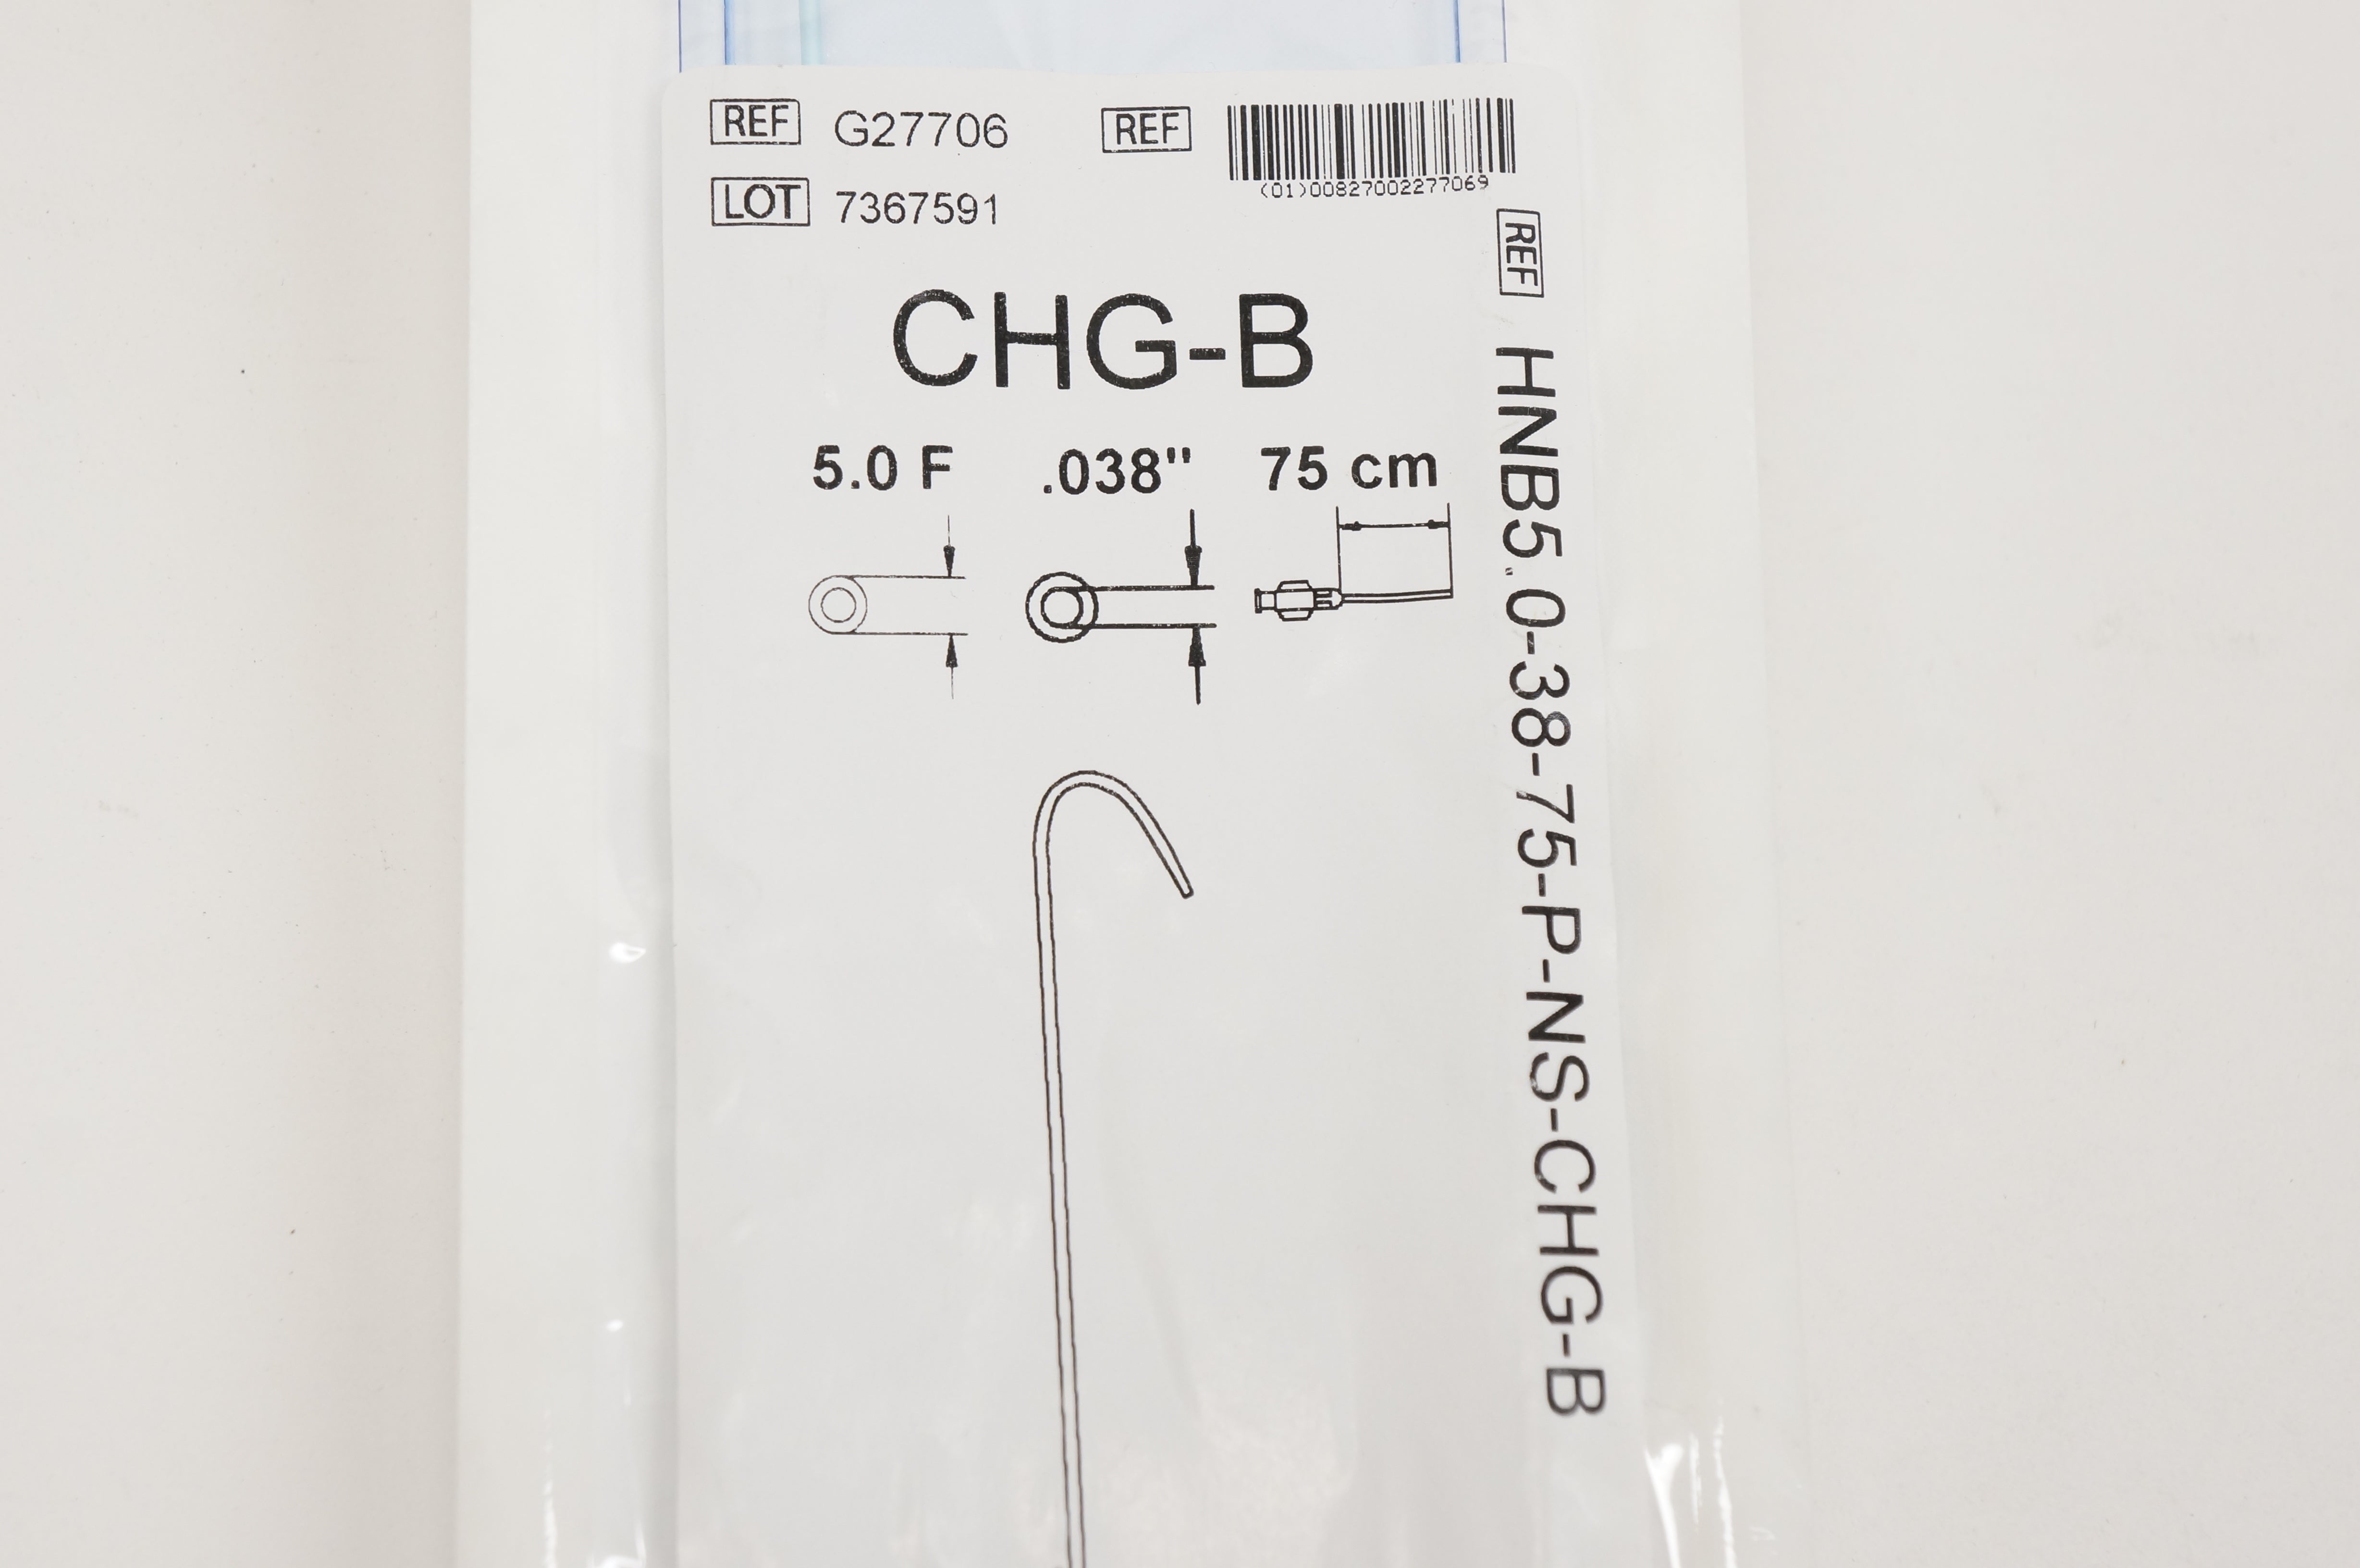 REF G27706
REF
(01)00827002277069
LOT 7367591
CHG-B
5.0 F .038" 75 cm
REF HNB5.0-38-75-P-NS-CHG-B